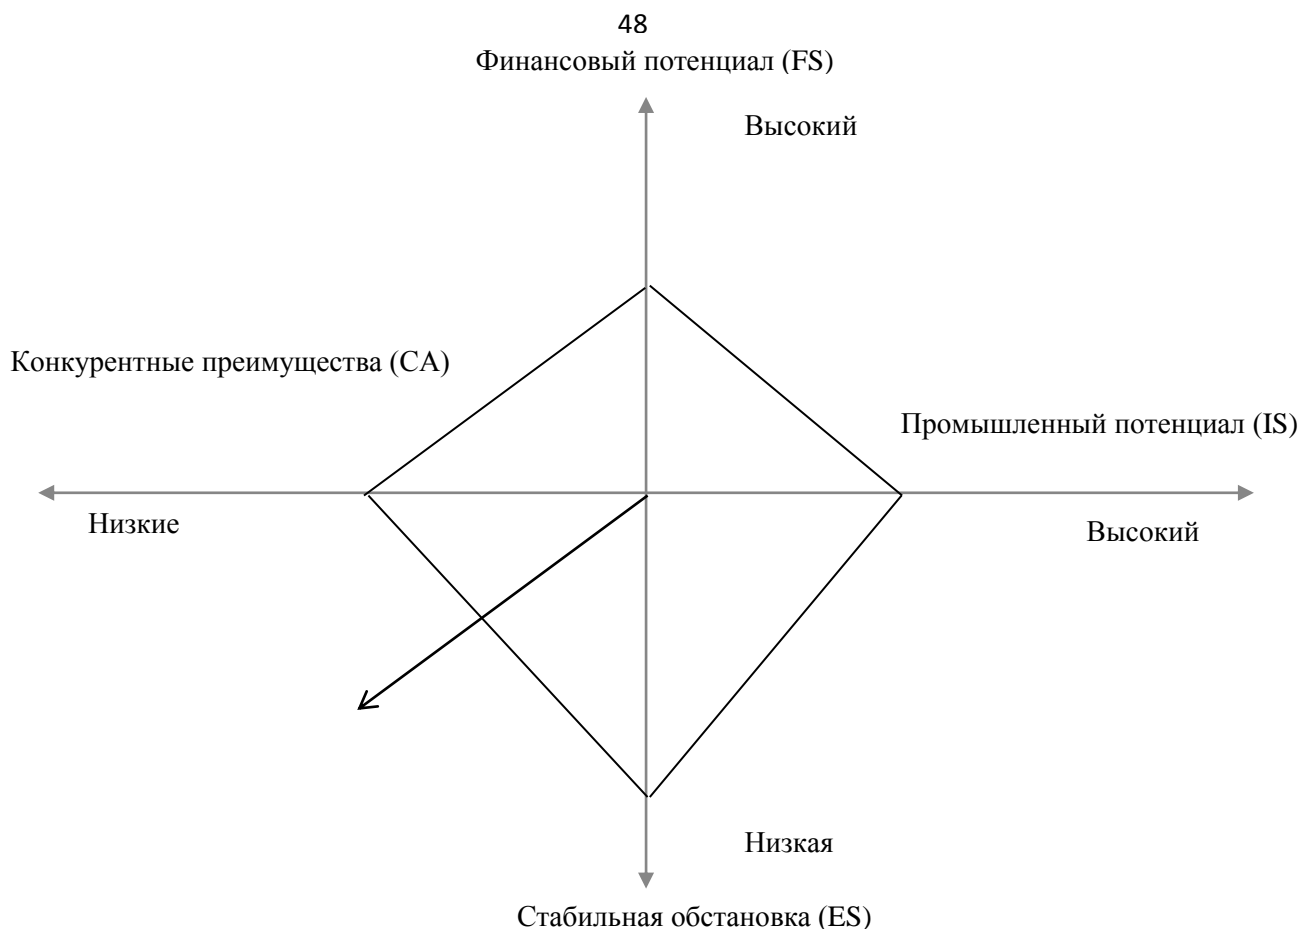 48
Финансовый потенциал (FS)
Высокий
Конкурентные преимущества (CA)
Промышленный потенциал (IS)
Низкие
Высокий
Низкая
Стабильная обстановка (ES)